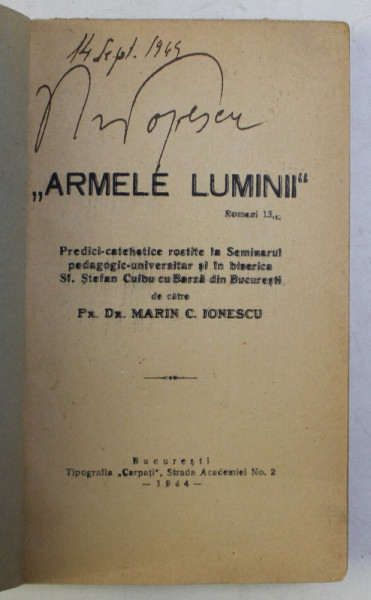 14 Sept. 1944
Popescu
„ARMELE LUMINII“
Romani 13,12
Predici-catehetice rostite la Seminarul
pedagogic-universitar și în biserica
Sf. Ștefan Cuibu cu Barză din București
de către
Pr. Dr. MARIN C. IONESCU
București
Tipografia „Carpați“, Strada Academiei No. 2
— 1944 —